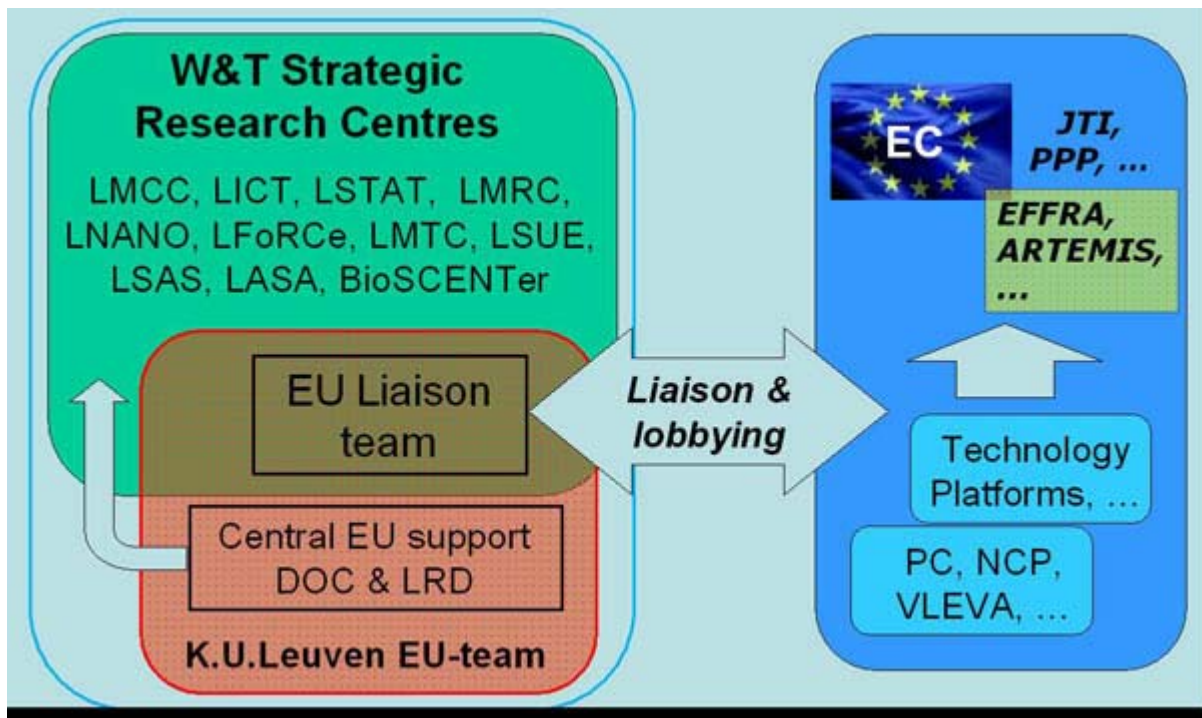 W&T Strategic
Research Centres
LMCC, LICT, LSTAT, LMRC,
LNANO, LFoRCe, LMTC, LSUE,
LSAS, LASA, BioSCENTer
EU Liaison
team
Central EU support
DOC & LRD
K.U.Leuven EU-team
Liaison &
lobbying
EC
JTI,
PPP, ...
EFFRA,
ARTEMIS,
...
Technology
Platforms, ...
PC, NCP,
VLEVA, ...